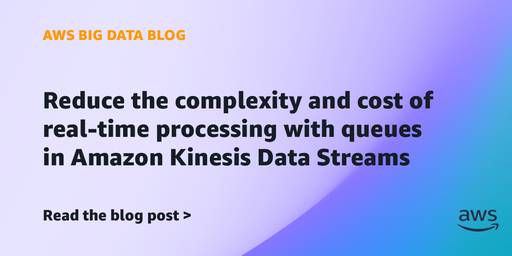 AWS BIG DATA BLOG
Reduce the complexity and cost of
real-time processing with queues
in Amazon Kinesis Data Streams
Read the blog post >
aws